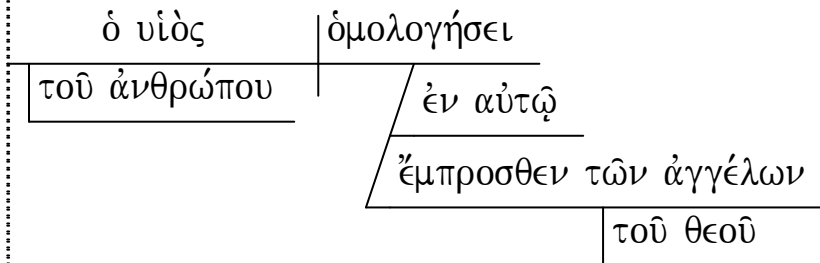 ὁ υἱὸς ὁμολογήσει
τοῦ ἀνθρώπου
ἐν αὐτῷ
ἔμπροσθεν τῶν ἀγγέλων
τοῦ θεοῦ